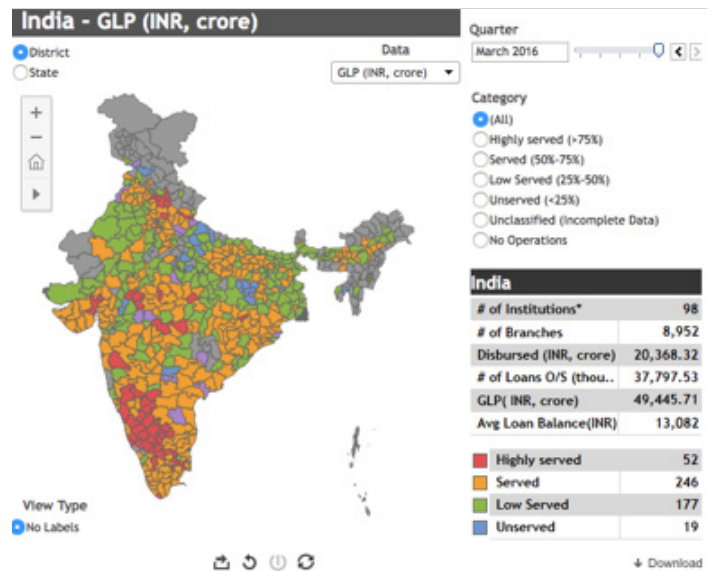 India - GLP (INR, crore)
District
State
Data
GLP (INR, crore)
Quarter
March 2016
Category
(All)
Highly served (>75%)
Served (50%-75%)
Low Served (25%-50%)
Unserved (<25%)
Unclassified (Incomplete Data)
No Operations
India
# of Institutions* 98
# of Branches 8,952
Disbursed (INR, crore) 20,368.32
# of Loans O/S (thou.. 37,797.53
GLP( INR, crore) 49,445.71
Avg Loan Balance(INR) 13,082
Highly served 52
Served 246
Low Served 177
Unserved 19
View Type
No Labels
Download